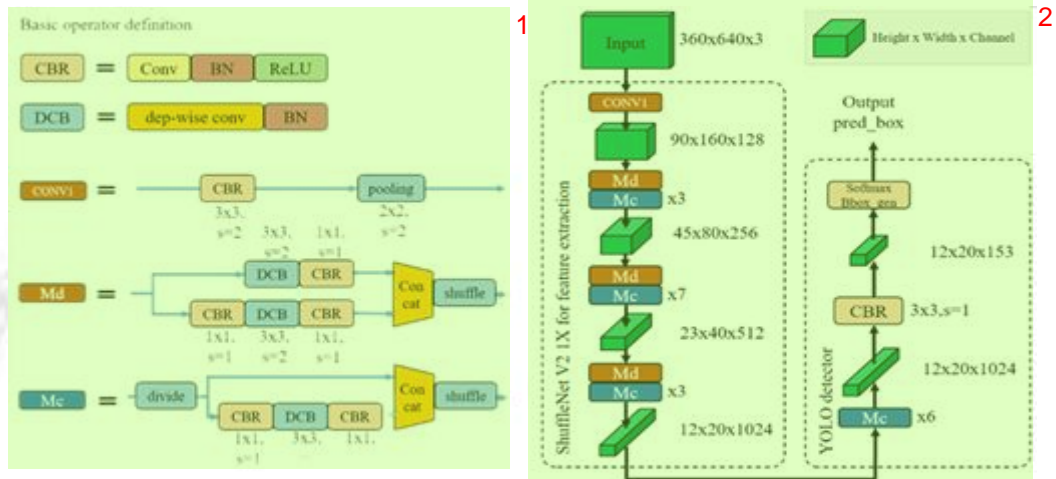 1
Basic operator definition
CBR = Conv BN ReLU
DCB = dep-wise conv BN
CONV1 = CBR pooling
3x3, s=2
2x2, s=2
Md =
3x3, s=2
1x1, s=1
DCB CBR
Con cat
shuffle
CBR DCB CBR
1x1, s=1
3x3, s=2
1x1, s=1
Mc = divide
Con cat
shuffle
CBR DCB CBR
1x1, s=1
3x3,
1x1,
2
Input
360x640x3
Height x Width x Channel
ShuffleNet V2 1X for feature extraction
CONV1
90x160x128
Md
Mc x3
45x80x256
Md
Mc x7
23x40x512
Md
Mc x3
12x20x1024
YOLO detector
Output
pred_box
Softmax
Bbox_gen
12x20x153
CBR 3x3,s=1
12x20x1024
Mc x6